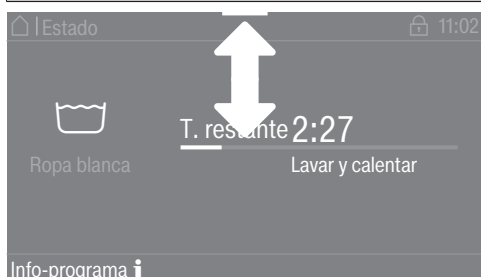 Estado 11:02
T. restante 2:27
Ropa blanca Lavar y calentar
Info-programa i